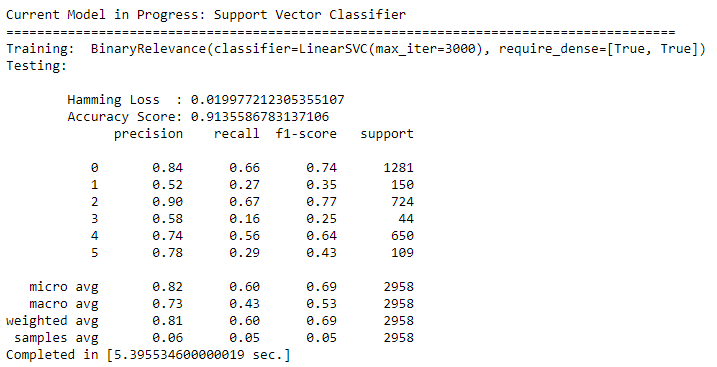 Current Model in Progress: Support Vector Classifier
=======================================================================================
Training:  BinaryRelevance(classifier=LinearSVC(max_iter=3000), require_dense=[True, True])
Testing:
Hamming Loss  : 0.019977212305355107
Accuracy Score: 0.9135586783137106
precision    recall  f1-score   support
0       0.84      0.66      0.74      1281
1       0.52      0.27      0.35       150
2       0.90      0.67      0.77       724
3       0.58      0.16      0.25        44
4       0.74      0.56      0.64       650
5       0.78      0.29      0.43       109
micro avg       0.82      0.60      0.69      2958
macro avg       0.73      0.43      0.53      2958
weighted avg       0.81      0.60      0.69      2958
samples avg       0.06      0.05      0.05      2958
Completed in [5.395534600000019 sec.]